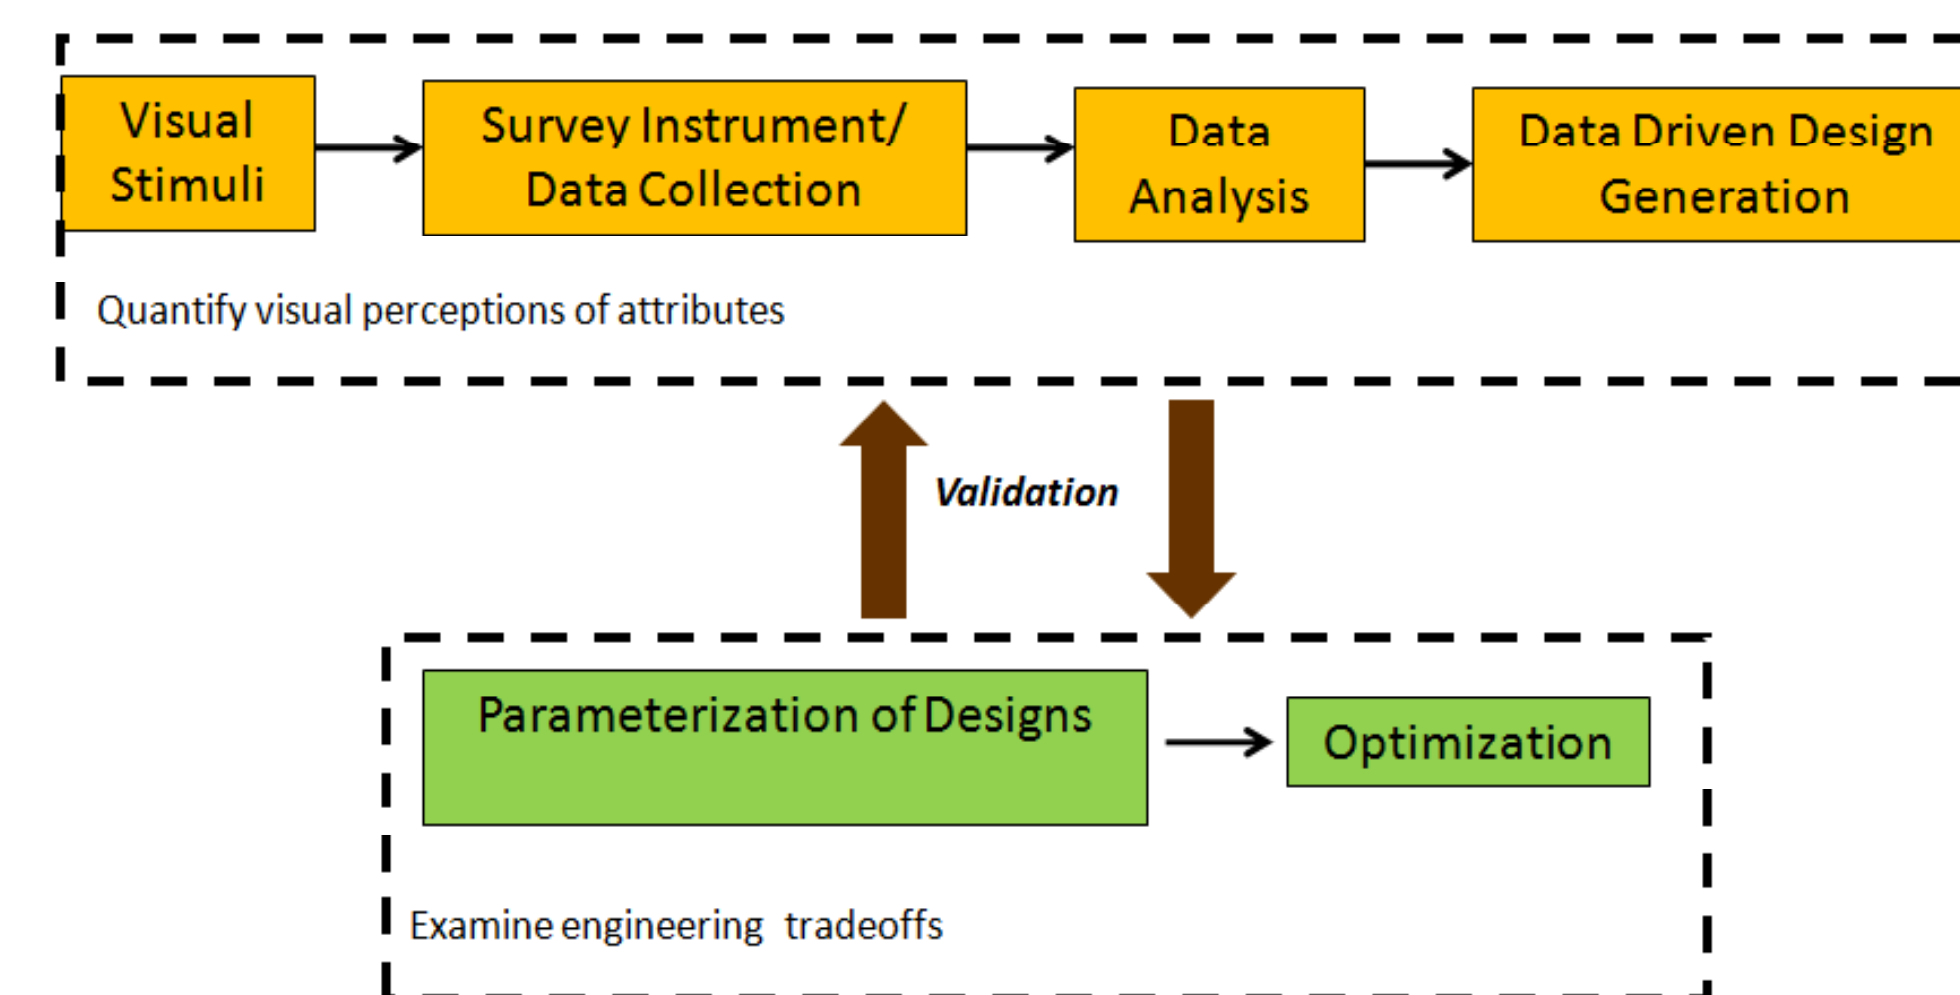 Visual
Stimuli
Survey Instrument/
Data Collection
Data
Analysis
Data Driven Design
Generation
Quantify visual perceptions of attributes
Validation
Parameterization of Designs
Optimization
Examine engineering tradeoffs